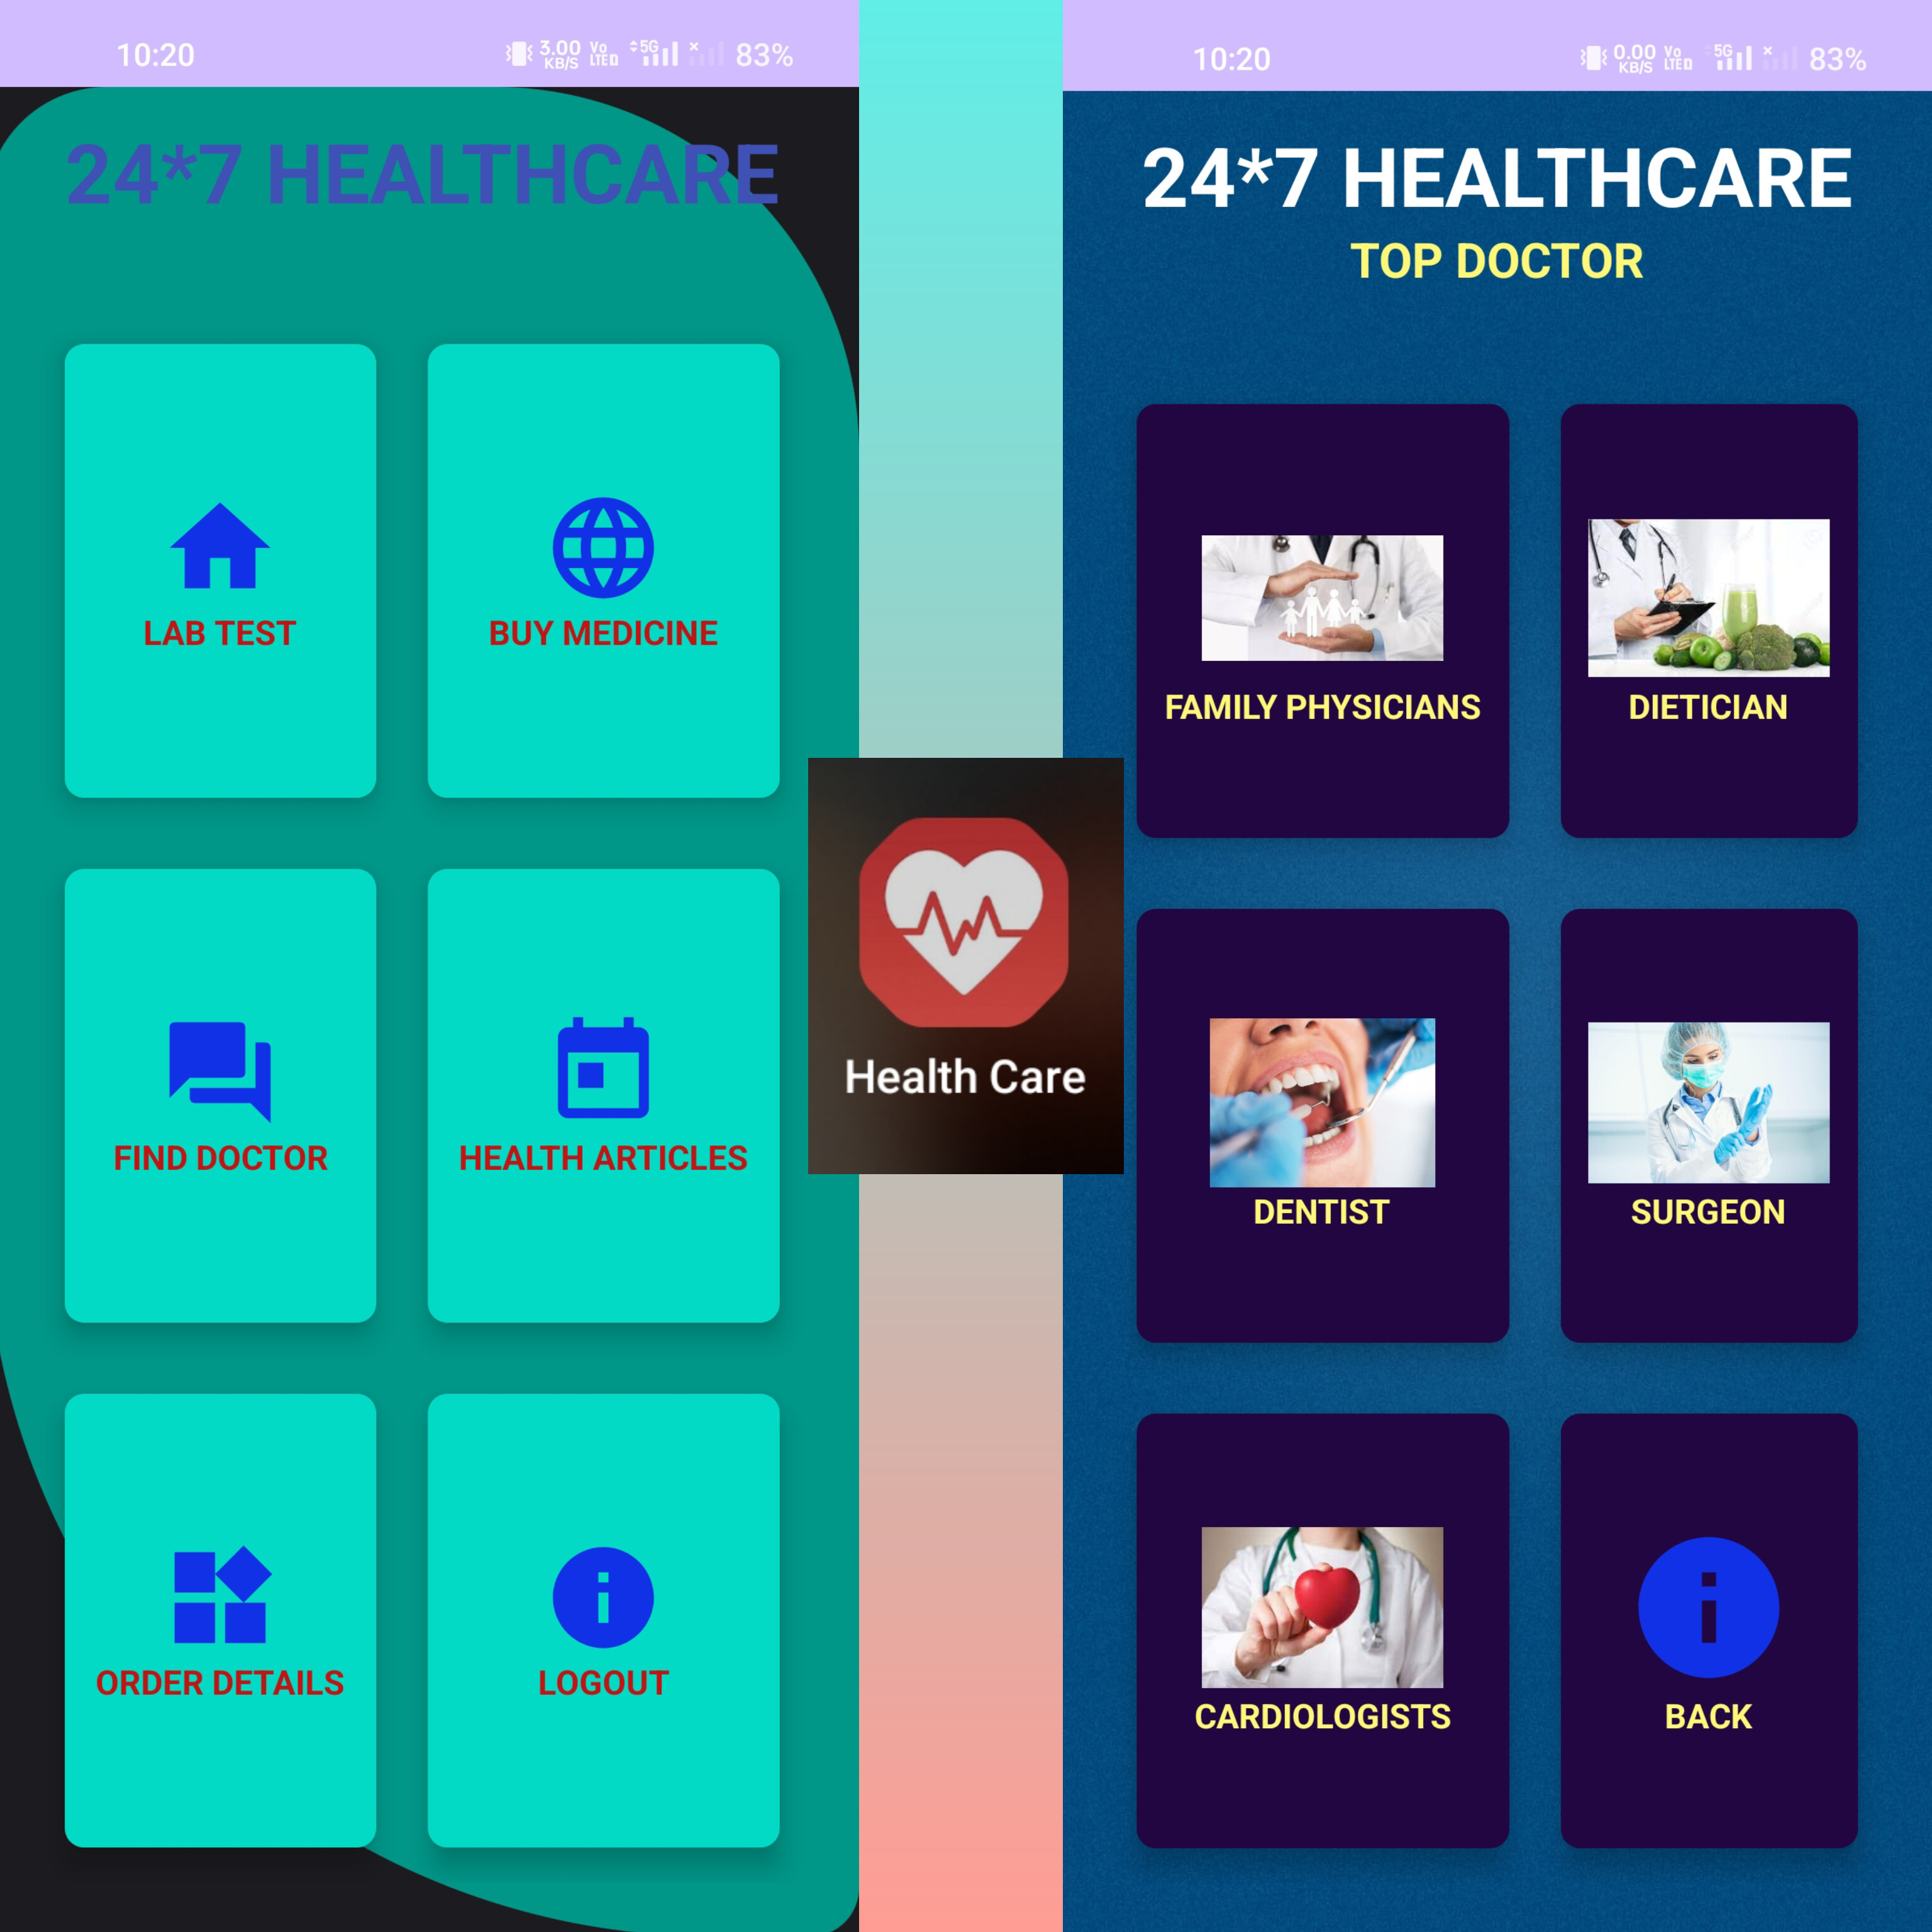 10:20
3.00 KB/S Vo LTE 5G 83%
24*7 HEALTHCARE
LAB TEST
BUY MEDICINE
FIND DOCTOR
HEALTH ARTICLES
ORDER DETAILS
LOGOUT
Health Care
10:20
0.00 KB/S Vo LTE 5G 83%
24*7 HEALTHCARE
TOP DOCTOR
FAMILY PHYSICIANS
DIETICIAN
DENTIST
SURGEON
CARDIOLOGISTS
BACK